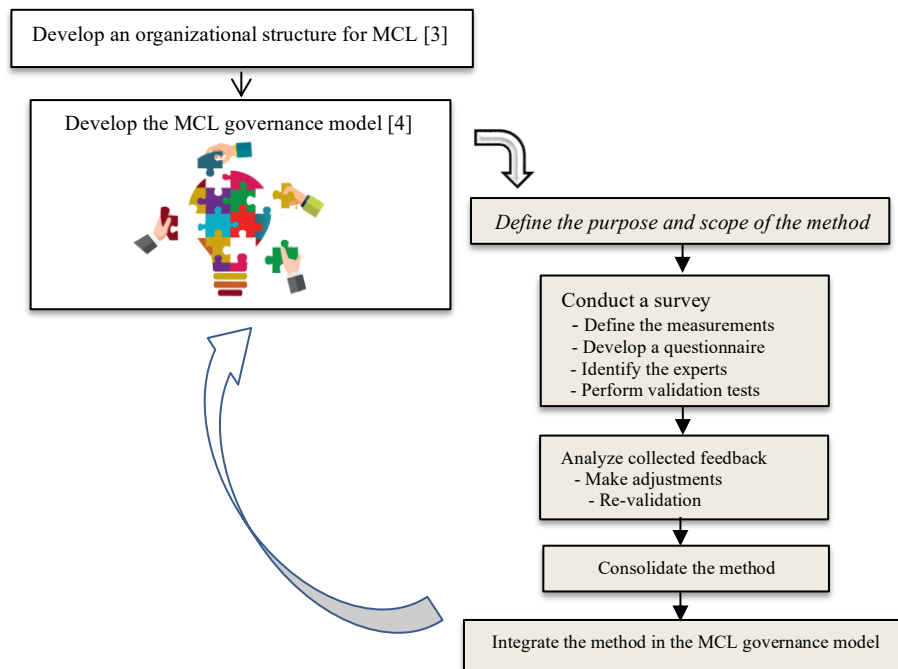 Develop an organizational structure for MCL [3]
Develop the MCL governance model [4]
Define the purpose and scope of the method
Conduct a survey
- Define the measurements
- Develop a questionnaire
- Identify the experts
- Perform validation tests
Analyze collected feedback
- Make adjustments
- Re-validation
Consolidate the method
Integrate the method in the MCL governance model